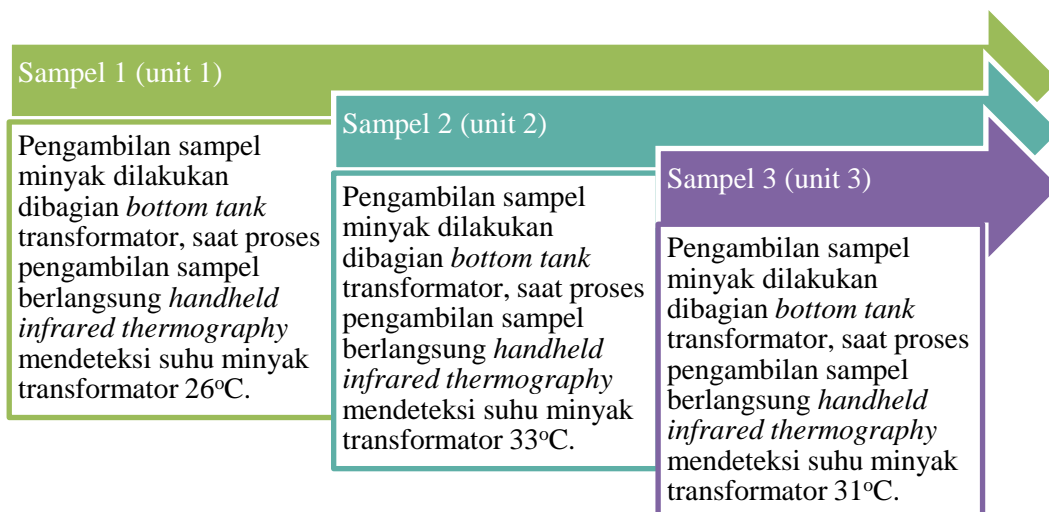 Sampel 1 (unit 1)
Pengambilan sampel
minyak dilakukan
dibagian bottom tank
transformator, saat proses
pengambilan sampel
berlangsung handheld
infrared thermography
mendeteksi suhu minyak
transformator 26°C.
Sampel 2 (unit 2)
Pengambilan sampel
minyak dilakukan
dibagian bottom tank
transformator, saat proses
pengambilan sampel
berlangsung handheld
infrared thermography
mendeteksi suhu minyak
transformator 33°C.
Sampel 3 (unit 3)
Pengambilan sampel
minyak dilakukan
dibagian bottom tank
transformator, saat proses
pengambilan sampel
berlangsung handheld
infrared thermography
mendeteksi suhu minyak
transformator 31°C.